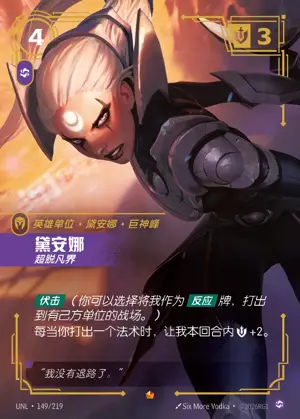 4
3
英雄单位·黛安娜·巨神峰
黛安娜
超脱凡界
伏击（你可以选择将我作为 反应 牌，打出
到有己方单位的战场。）
每当你打出一个法术时，让我本回合内+2。
“我没有退路了。”
UNL·149/219
Six More Vodka·©2026RGI